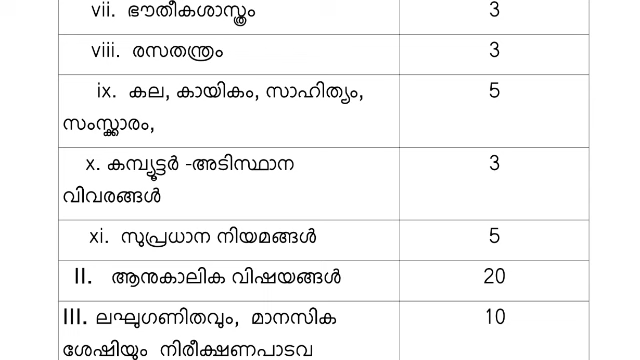 vii. ഭൗതീകശാസ്ത്രം 3
viii. രസതന്ത്രം 3
ix. കല, കായികം, സാഹിത്യം, 5
സംസ്ക്കാരം,
x. കമ്പ്യൂട്ടർ -അടിസ്ഥാന 3
വിവരങ്ങൾ
xi. സുപ്രധാന നിയമങ്ങൾ 5
II. ആനുകാലിക വിഷയങ്ങൾ 20
III. ലഘുഗണിതവും, മാനസിക 10
ശേഷിയും നിരീക്ഷണപാടവ